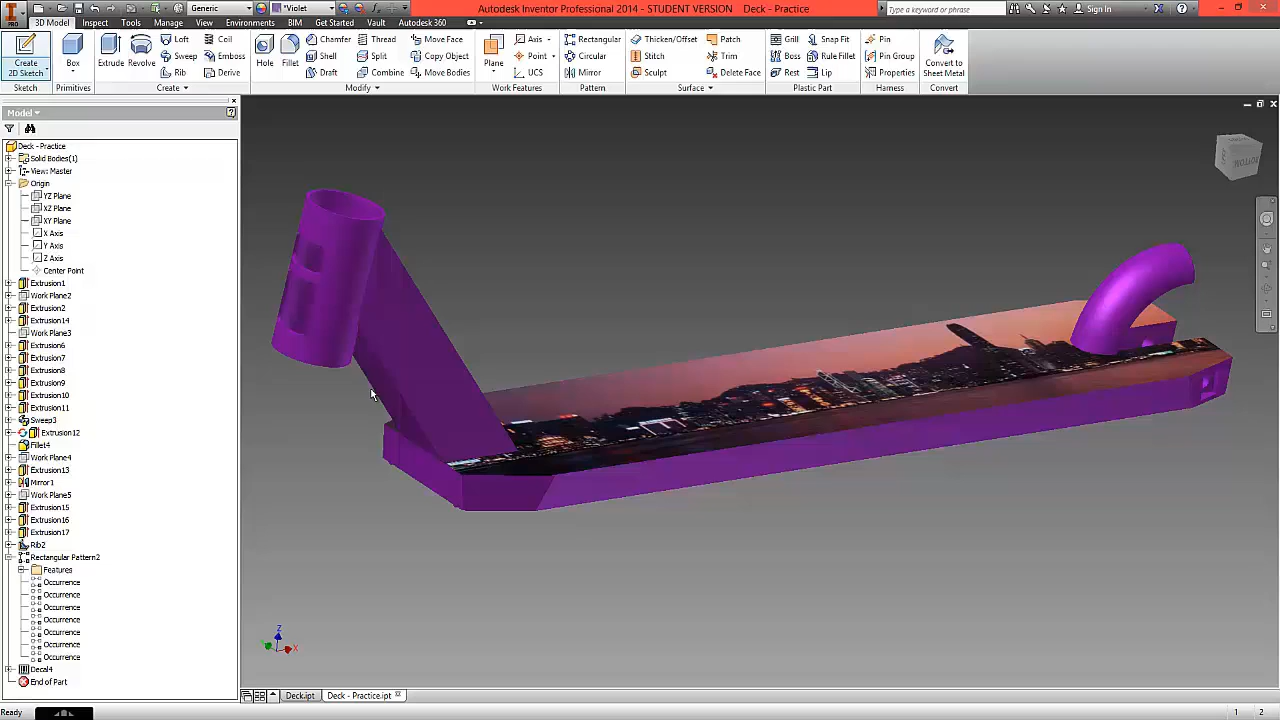 PRO
Generic
*Violet
Autodesk Inventor Professional 2014 - STUDENT VERSION Deck - Practice
Type a keyword or phrase
Sign In
3D Model
Inspect
Tools
Manage
View
Environments
BIM
Get Started
Vault
Autodesk 360
Create
2D Sketch
Sketch
Box
Primitives
Extrude
Revolve
Loft
Sweep
Rib
Coil
Emboss
Derive
Create
Hole
Fillet
Chamfer
Shell
Draft
Thread
Split
Combine
Move Face
Copy Object
Move Bodies
Modify
Plane
Axis
Point
UCS
Work Features
Rectangular
Circular
Mirror
Pattern
Thicken/Offset
Stitch
Sculpt
Patch
Trim
Delete Face
Surface
Grill
Boss
Rest
Snap Fit
Rule Fillet
Lip
Plastic Part
Pin
Pin Group
Properties
Harness
Convert to
Sheet Metal
Convert
Model
Deck - Practice
Solid Bodies(1)
View: Master
Origin
YZ Plane
XZ Plane
XY Plane
X Axis
Y Axis
Z Axis
Center Point
Extrusion1
Work Plane2
Extrusion2
Extrusion14
Work Plane3
Extrusion6
Extrusion7
Extrusion8
Extrusion9
Extrusion10
Extrusion11
Sweep3
Extrusion12
Fillet4
Work Plane4
Extrusion13
Mirror1
Work Plane5
Extrusion15
Extrusion16
Extrusion17
Rib2
Rectangular Pattern2
Features
Occurrence
Occurrence
Occurrence
Occurrence
Occurrence
Occurrence
Occurrence
Decal4
End of Part
BOTTOM
Z
X
Deck.ipt
Deck - Practice.ipt
Ready
1
2